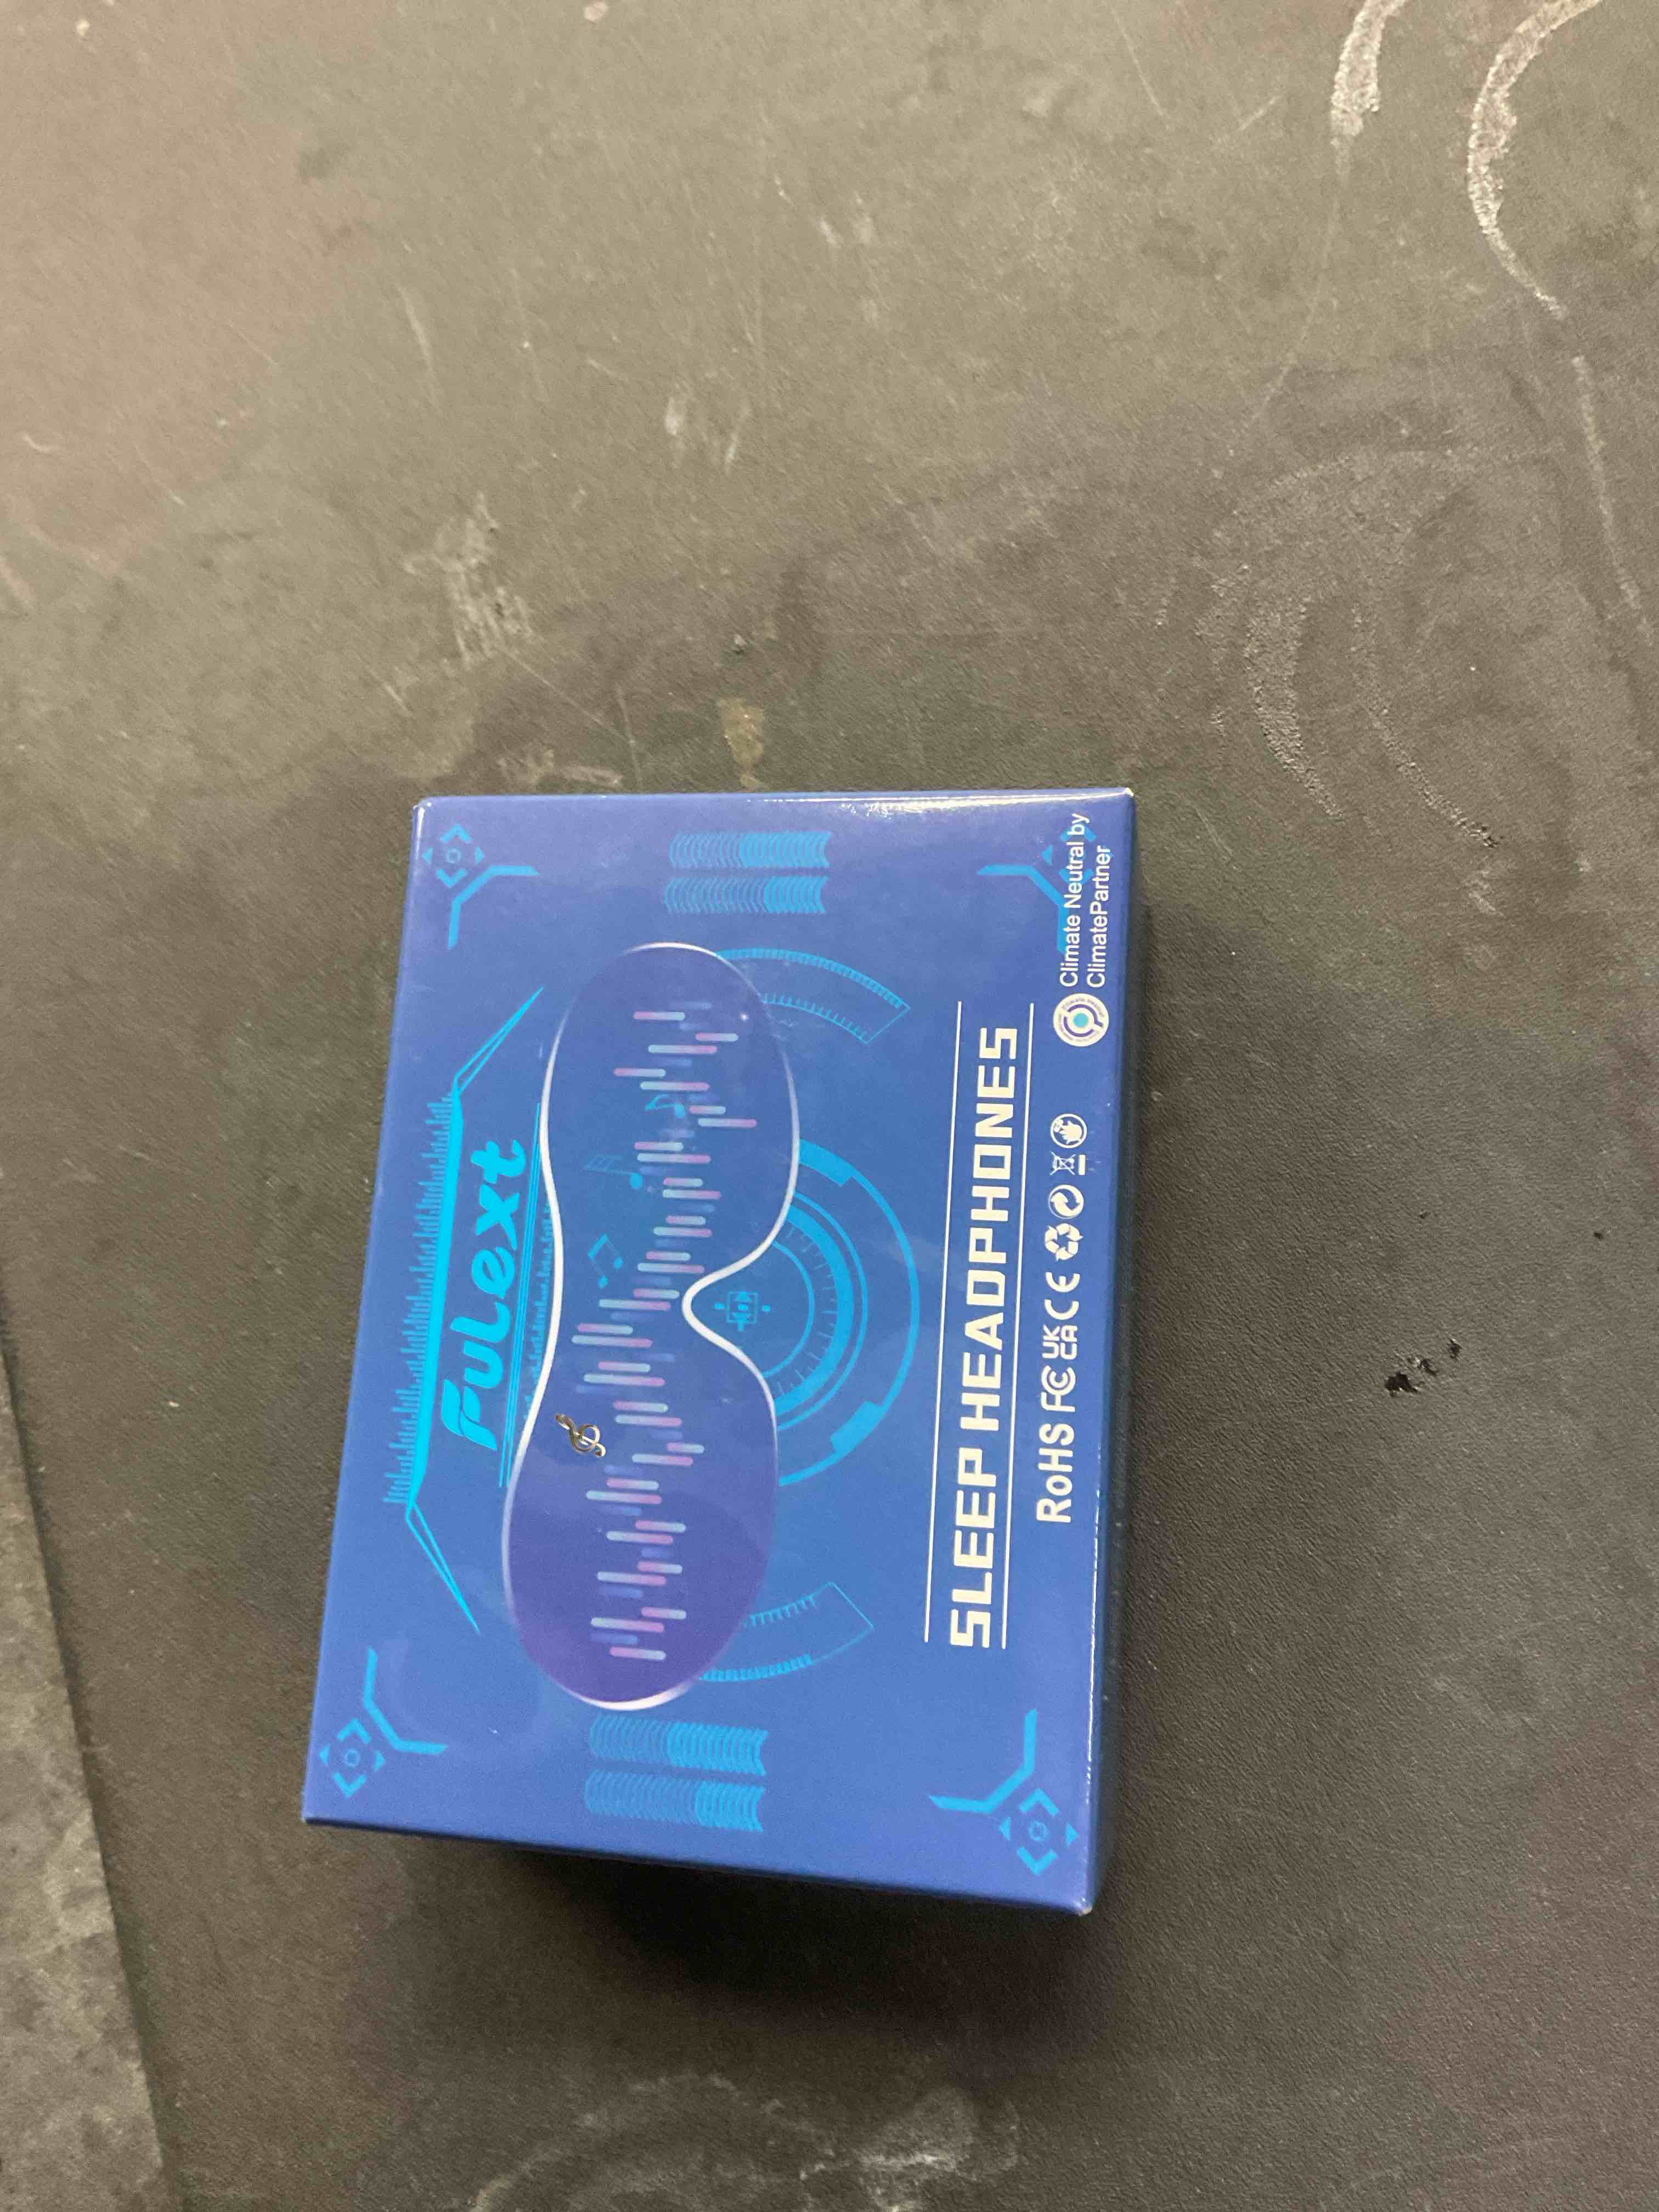 Fulext
SLEEP HEADPHONES
RoHS FC UK CA CE
Climate Neutral by
ClimatePartner